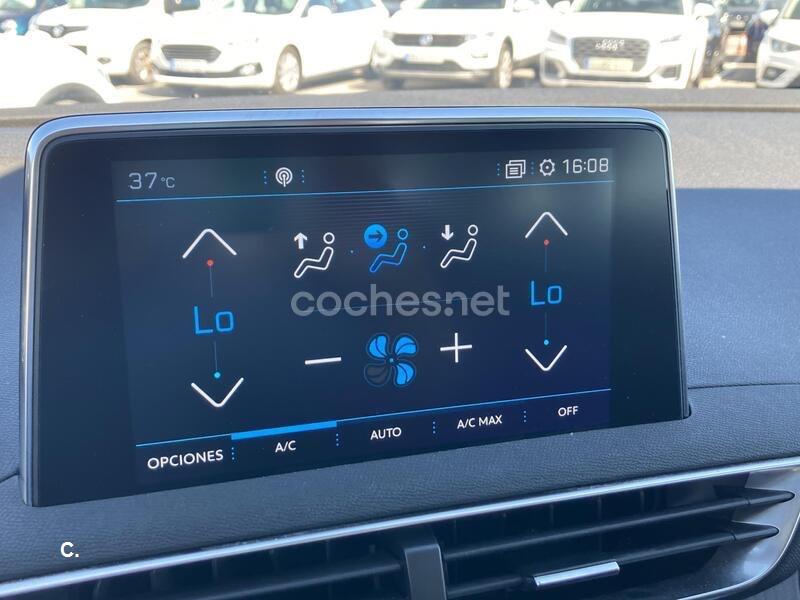 37°C
16:08
Lo
Lo
coches.net
OPCIONES
A/C
AUTO
A/C MAX
OFF
C.